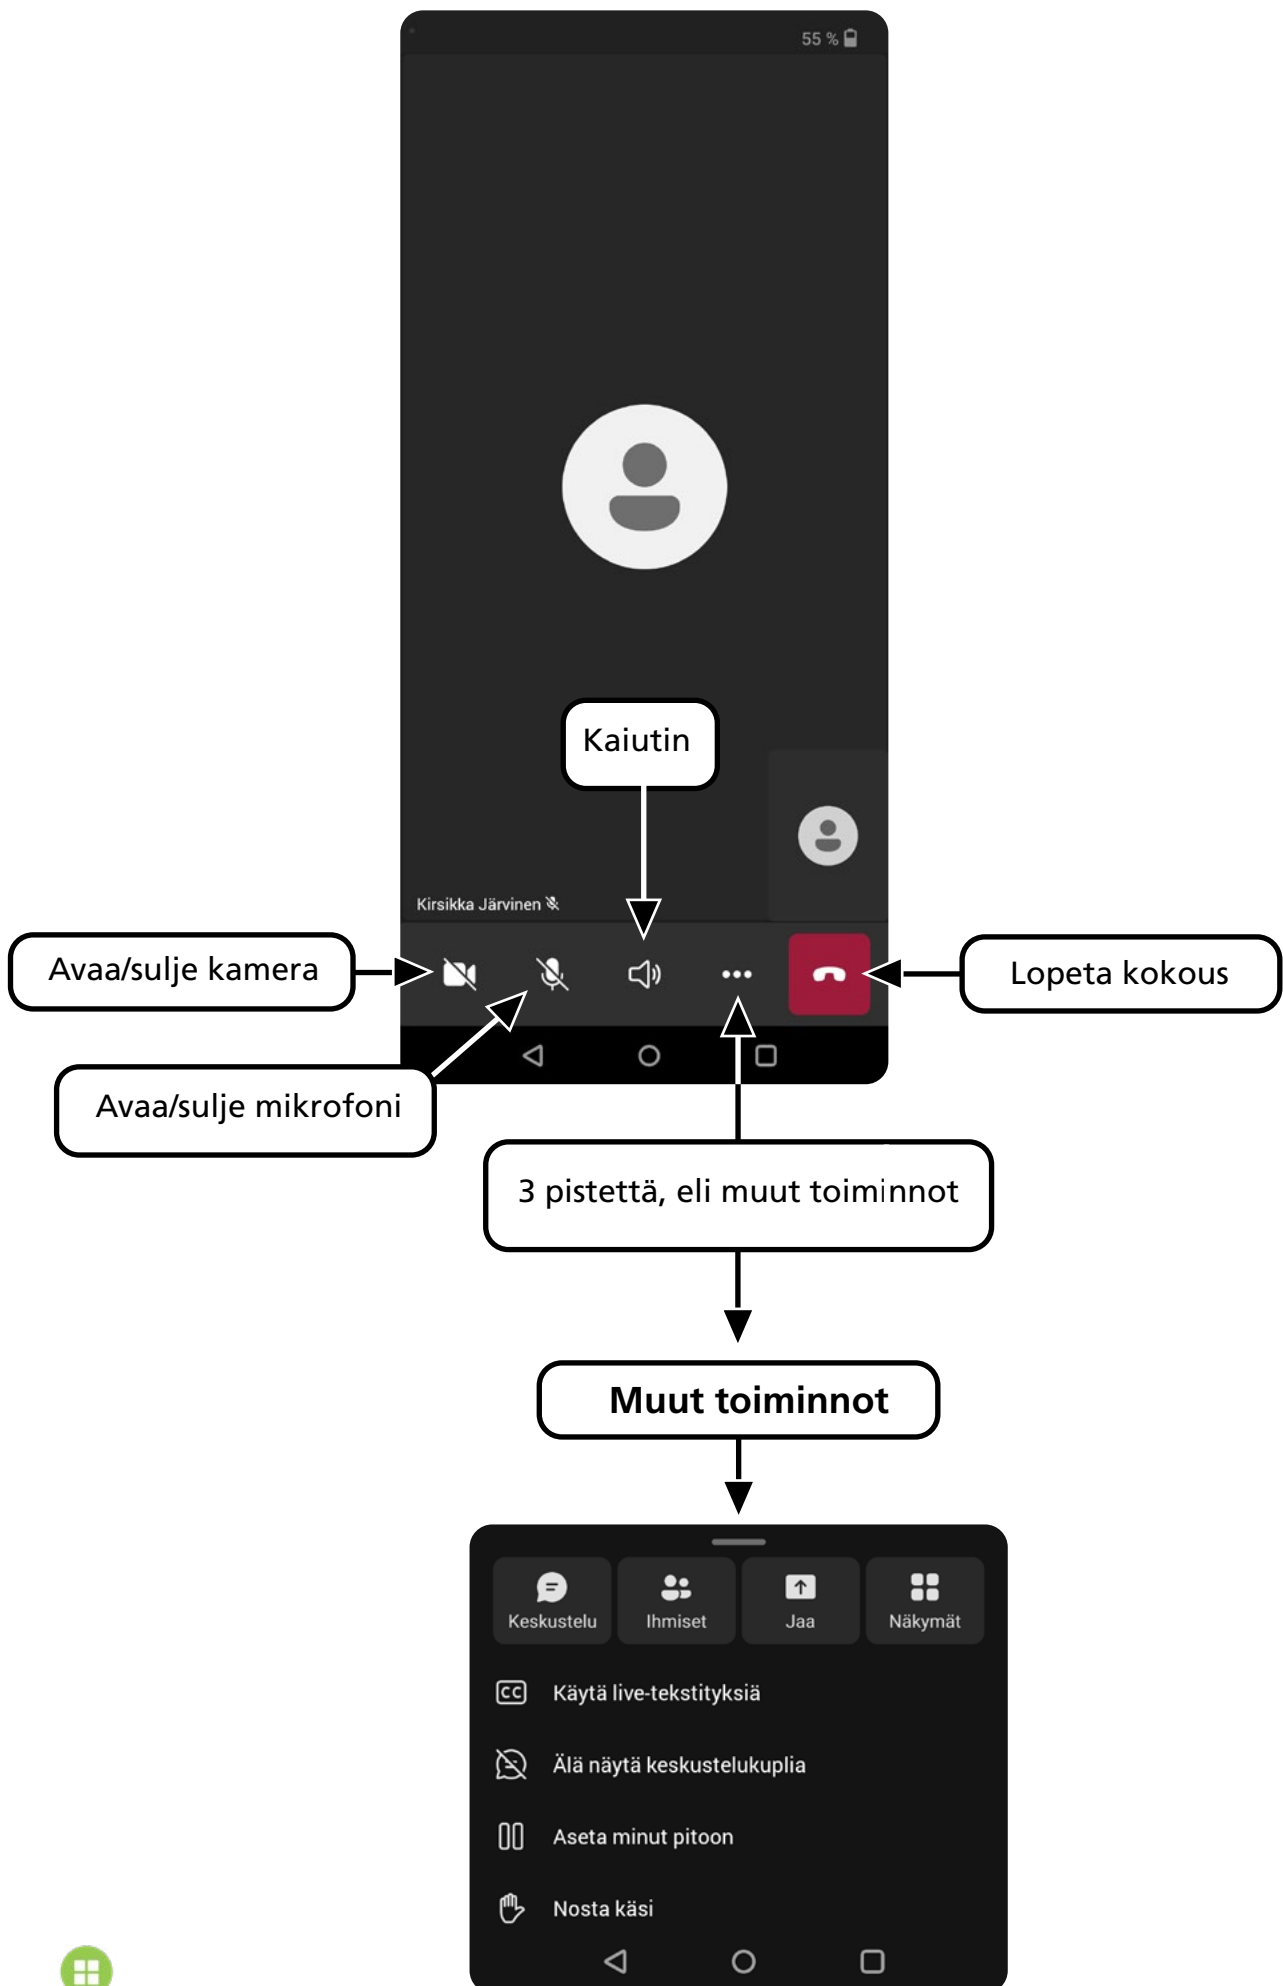 55 %
Kaiutin
Kirsikka Järvinen
Avaa/sulje kamera
Lopeta kokous
Avaa/sulje mikrofoni
3 pistettä, eli muut toiminnot
Muut toiminnot
Keskustelu Ihmiset Jaa Näkymät
CC Käytä live-tekstityksiä
Älä näytä keskustelukuplia
Aseta minut pitoon
Nosta käsi